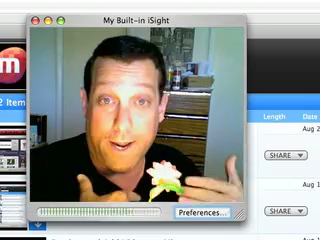 My Built-in iSight
m
2 Item
Length
Date
Aug 2
SHARE
Aug 1
SHARE
Preferences...